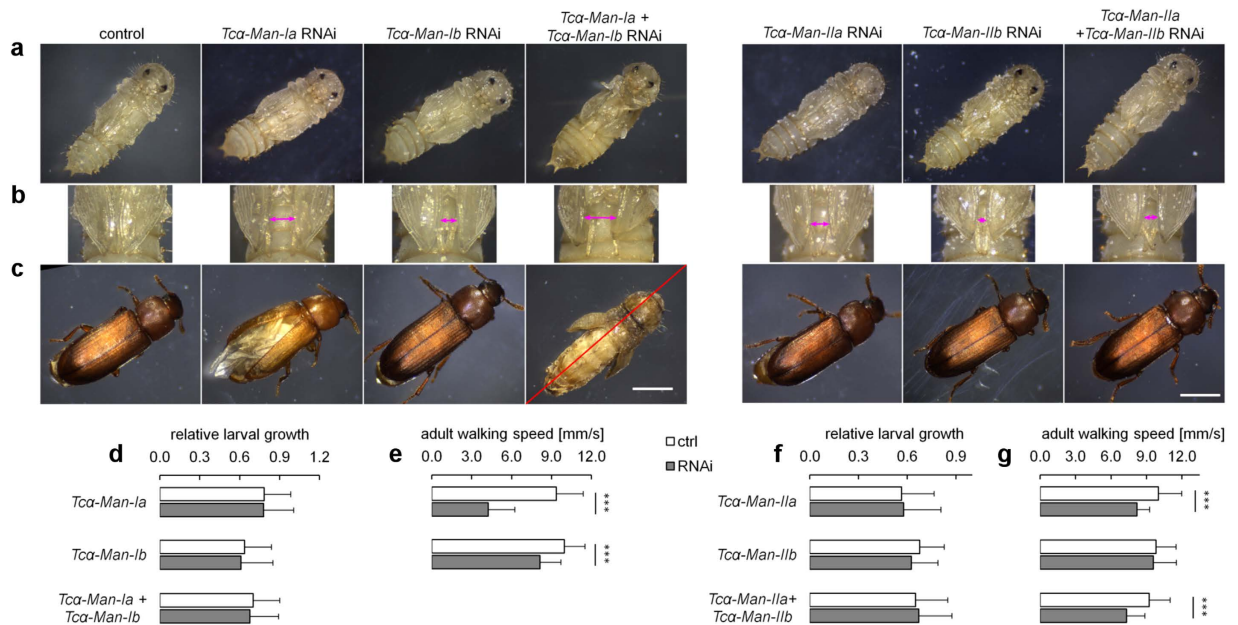 Tcα-Man-Ia +
Tcα-Man-IIa
a control Tcα-Man-Ia RNAi Tcα-Man-Ib RNAi Tcα-Man-Ib RNAi Tcα-Man-IIa RNAi Tcα-Man-IIb RNAi +Tcα-Man-IIb RNAi
b
c
d relative larval growth
0.0 0.3 0.6 0.9 1.2
Tcα-Man-Ia
Tcα-Man-Ib
Tcα-Man-Ia +
Tcα-Man-Ib
e adult walking speed [mm/s]
0.0 3.0 6.0 9.0 12.0
***
***
ctrl
RNAi
f relative larval growth
0.0 0.3 0.6 0.9
Tcα-Man-IIa
Tcα-Man-IIb
Tcα-Man-IIa+
Tcα-Man-IIb
g adult walking speed [mm/s]
0.0 3.0 6.0 9.0 12.0
***
***